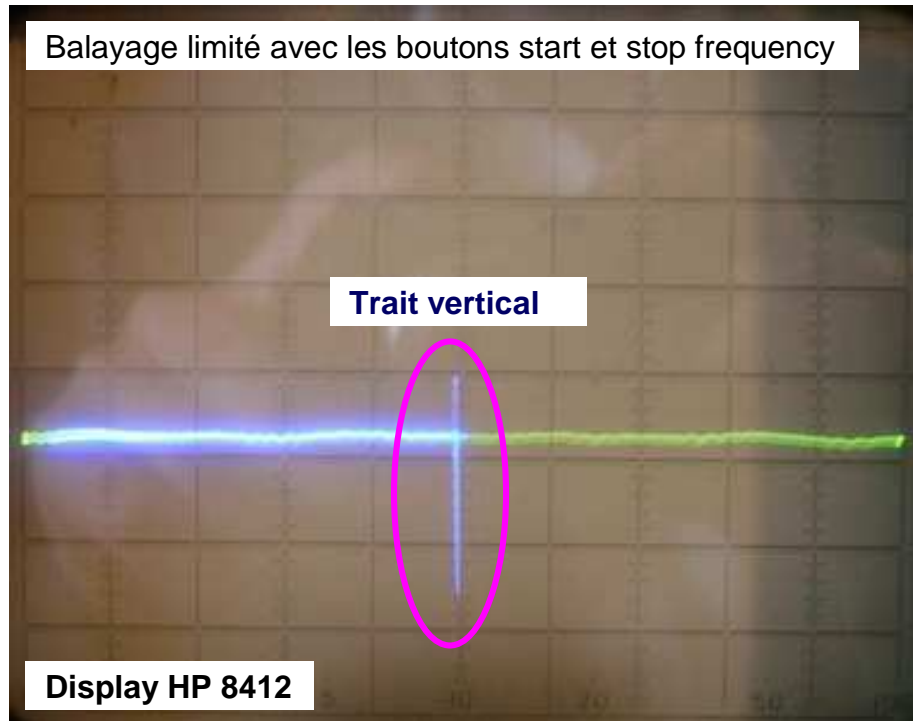 Balayage limité avec les boutons start et stop frequency
Trait vertical
Display HP 8412